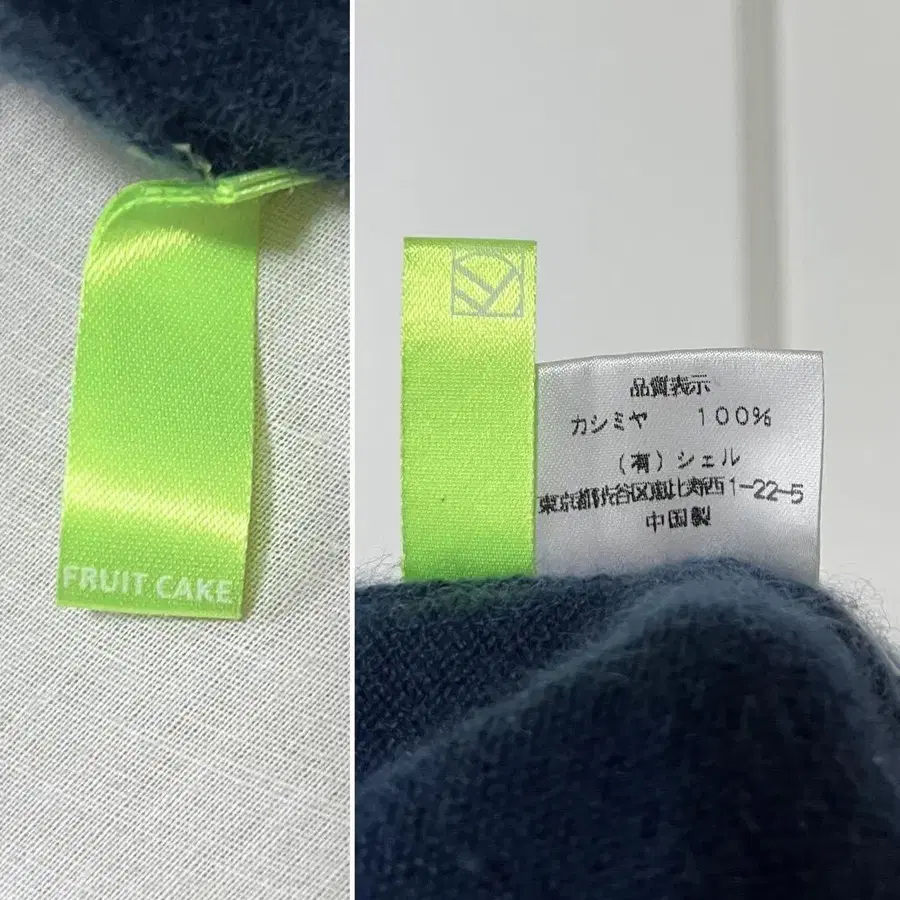 FRUIT CAKE
品質表示
カシミヤ 100%
(有)シェル
東京都渋谷区恵比寿西1-22-5
中国製